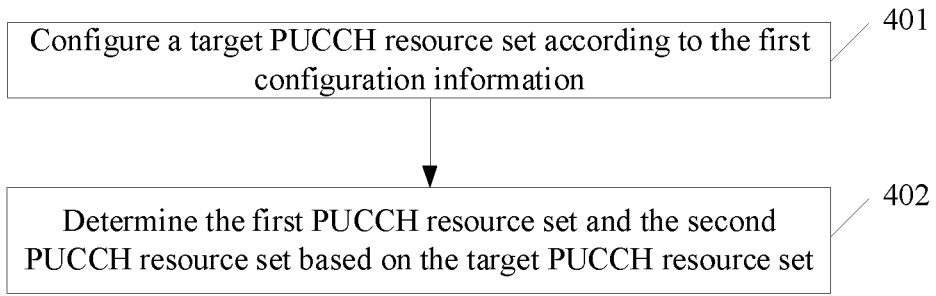 Configure a target PUCCH resource set according to the first
configuration information
401
Determine the first PUCCH resource set and the second
PUCCH resource set based on the target PUCCH resource set
402